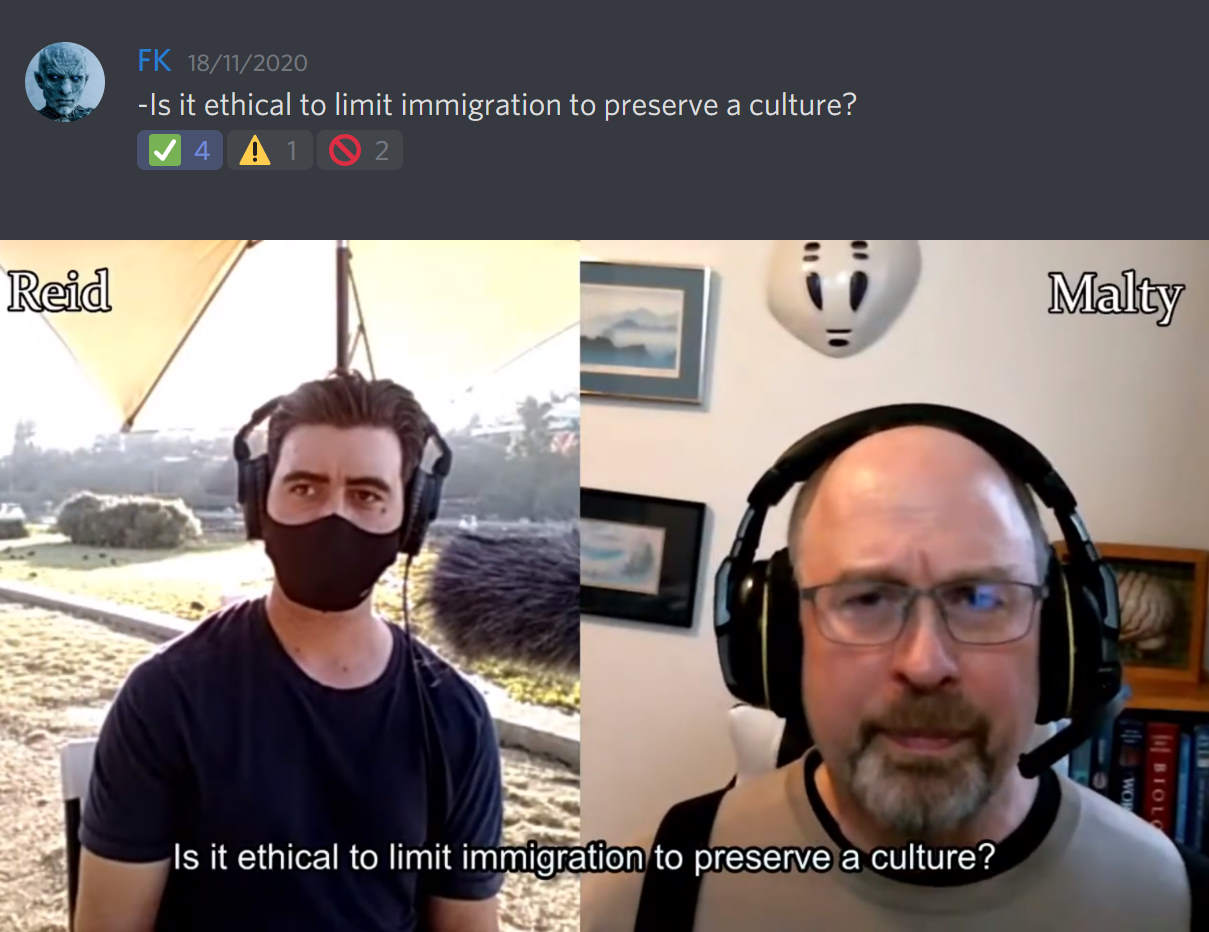 FK 18/11/2020
-Is it ethical to limit immigration to preserve a culture?
4 1 2
Reid
Malty
Is it ethical to limit immigration to preserve a culture?